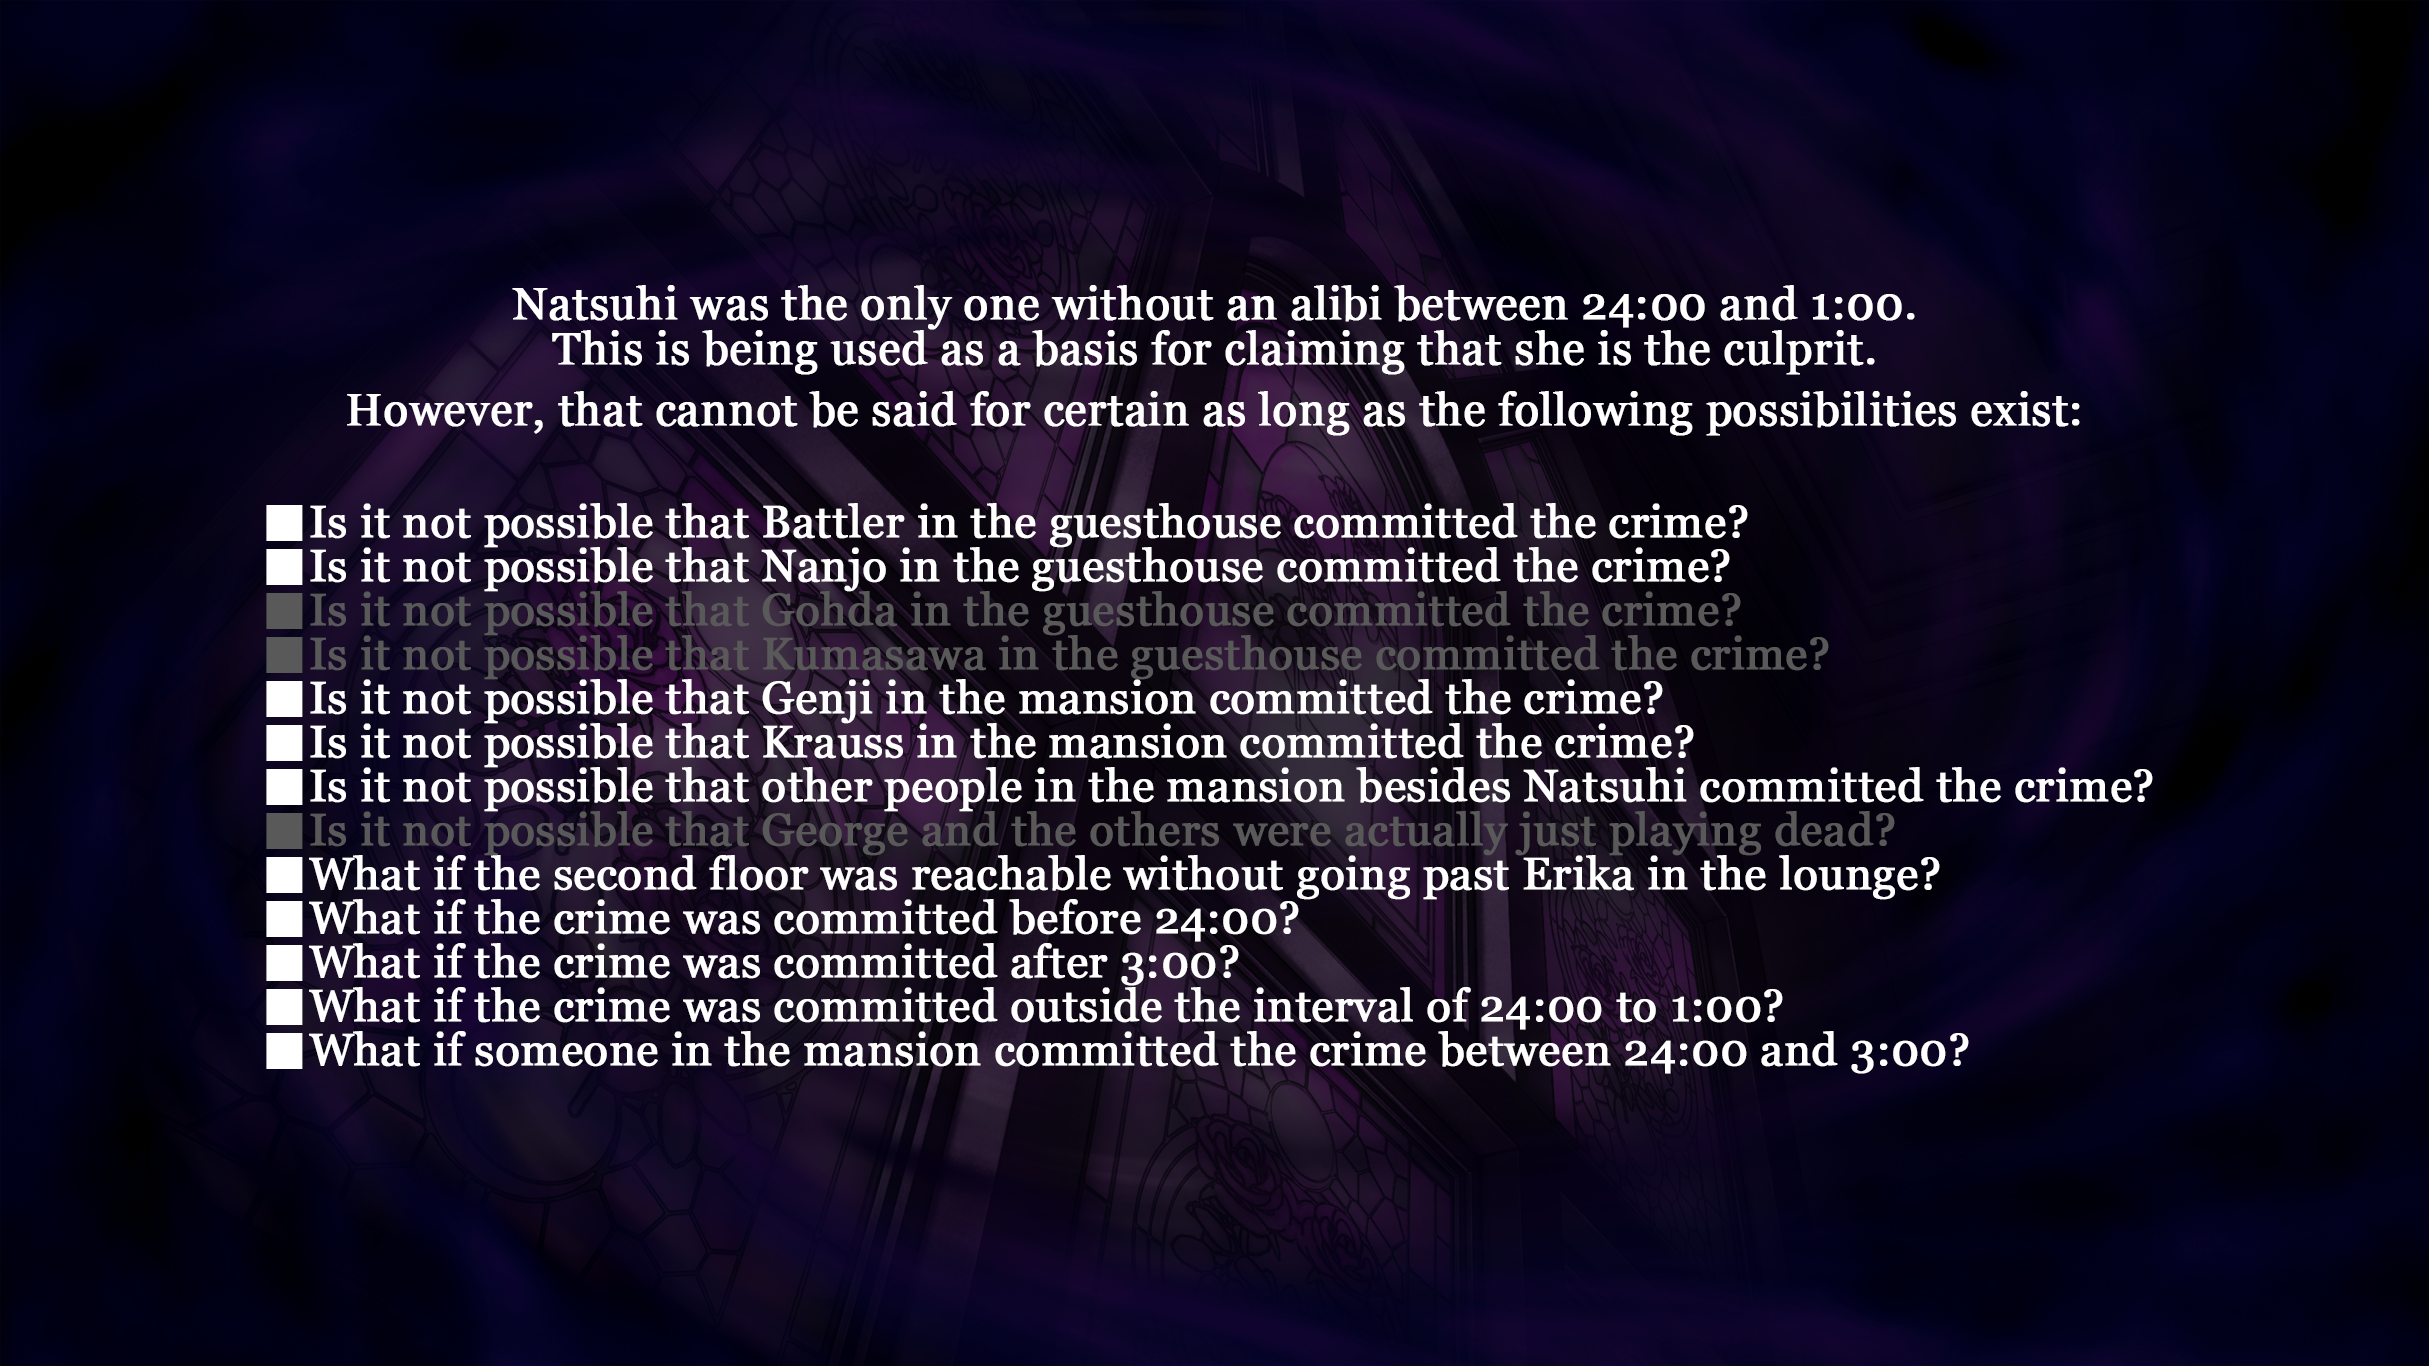 Natsuhi was the only one without an alibi between 24:00 and 1:00.
This is being used as a basis for claiming that she is the culprit.
However, that cannot be said for certain as long as the following possibilities exist:
■Is it not possible that Battler in the guesthouse committed the crime?
■Is it not possible that Nanjo in the guesthouse committed the crime?
■Is it not possible that Gohda in the guesthouse committed the crime?
■Is it not possible that Kumasawa in the guesthouse committed the crime?
■Is it not possible that Genji in the mansion committed the crime?
■Is it not possible that Krauss in the mansion committed the crime?
■Is it not possible that other people in the mansion besides Natsuhi committed the crime?
■Is it not possible that George and the others were actually just playing dead?
■What if the second floor was reachable without going past Erika in the lounge?
■What if the crime was committed before 24:00?
■What if the crime was committed after 3:00?
■What if the crime was committed outside the interval of 24:00 to 1:00?
■What if someone in the mansion committed the crime between 24:00 and 3:00?